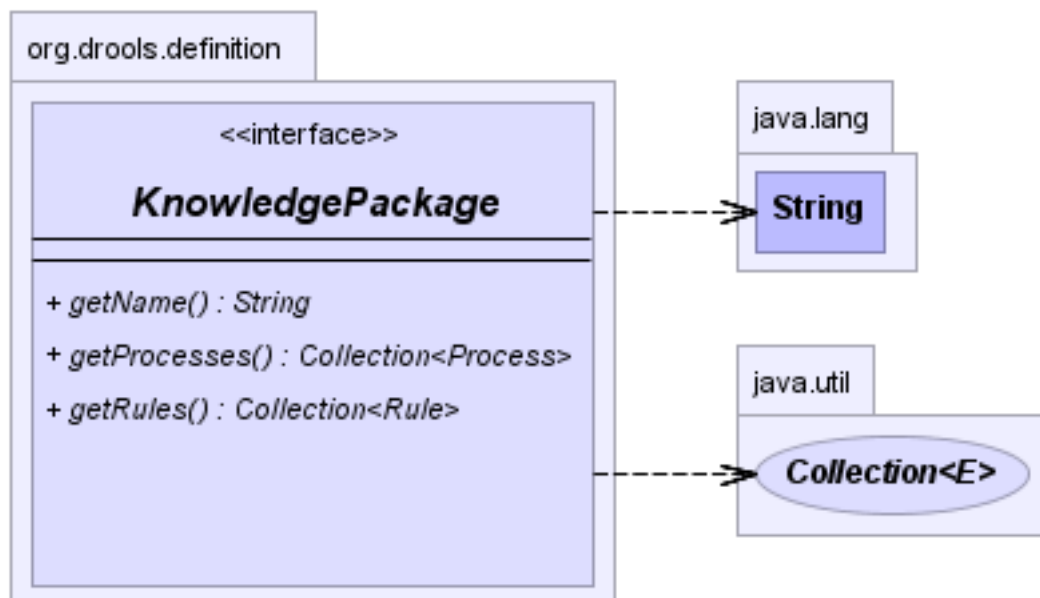 org.drools.definition
<<interface>>
KnowledgePackage
+ getName() : String
+ getProcesses() : Collection<Process>
+ getRules() : Collection<Rule>
java.lang
String
java.util
Collection<E>